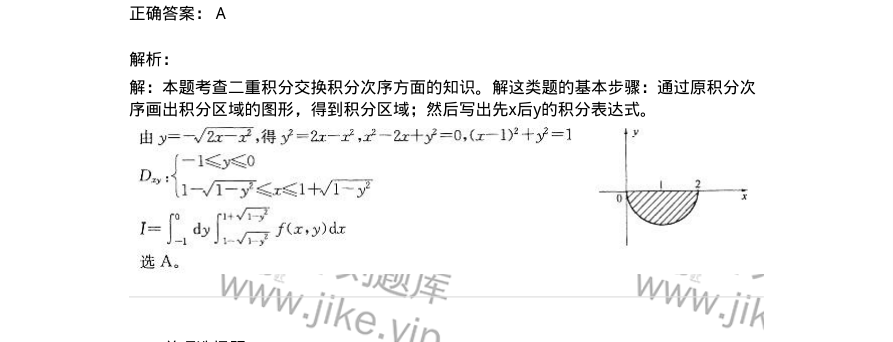 正确答案： A
解析：
解：本题考查二重积分交换积分次序方面的知识。解这类题的基本步骤：通过原积分次
序画出积分区域的图形，得到积分区域；然后写出先x后y的积分表达式。
由 y=-√(2x-x²),得 y²=2x-x²,x²-2x+y²=0,(x-1)²+y²=1
D_xy:{-1≤y≤0
1-√(1-y²)≤x≤1+√(1-y²)
I=∫_{-1}^{0} dy∫_{1-√(1-y²)}^{1+√(1-y²)} f(x,y)dx
选 A。
y
0 1 2 x
题库
www.jike.vip
www.jik